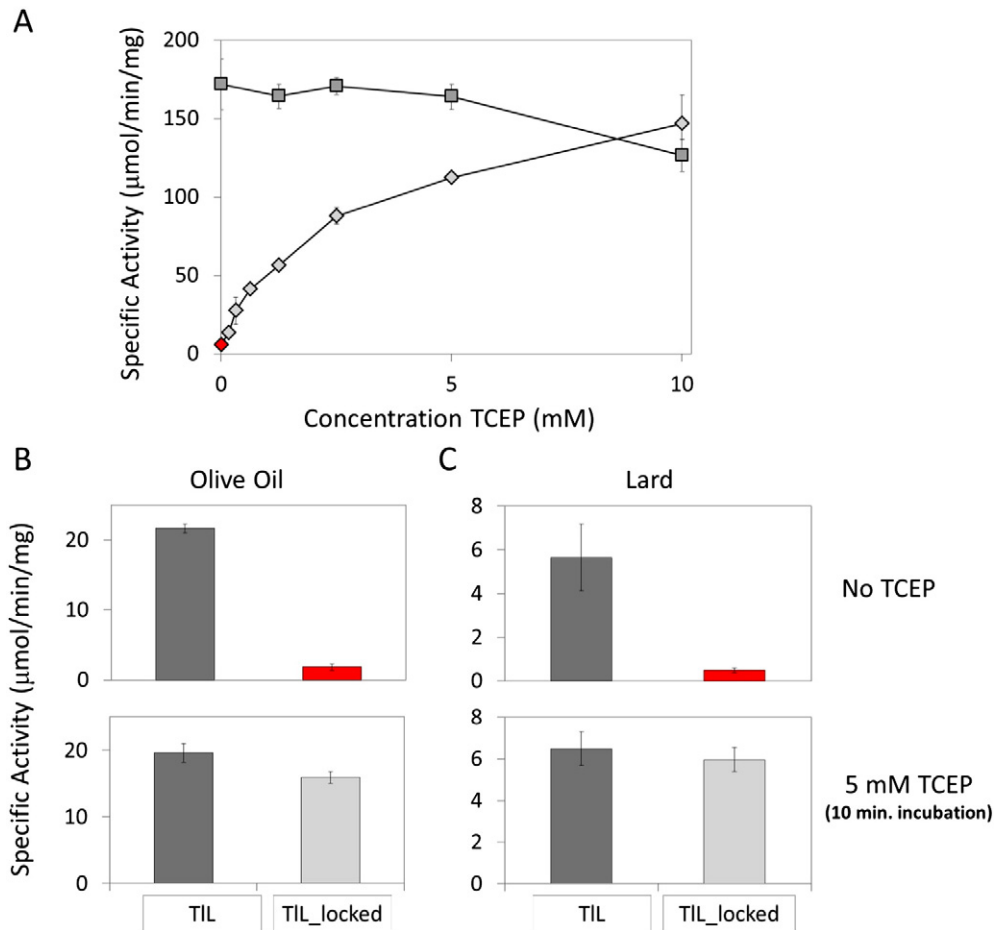 A
Specific Activity (μmol/min/mg)
200
150
100
50
0
0 5 10
Concentration TCEP (mM)
B
Olive Oil
C
Lard
Specific Activity (μmol/min/mg)
20
10
0
8
6
4
2
0
No TCEP
20
10
0
8
6
4
2
0
5 mM TCEP
(10 min. incubation)
TlL TlL_locked
TlL TlL_locked